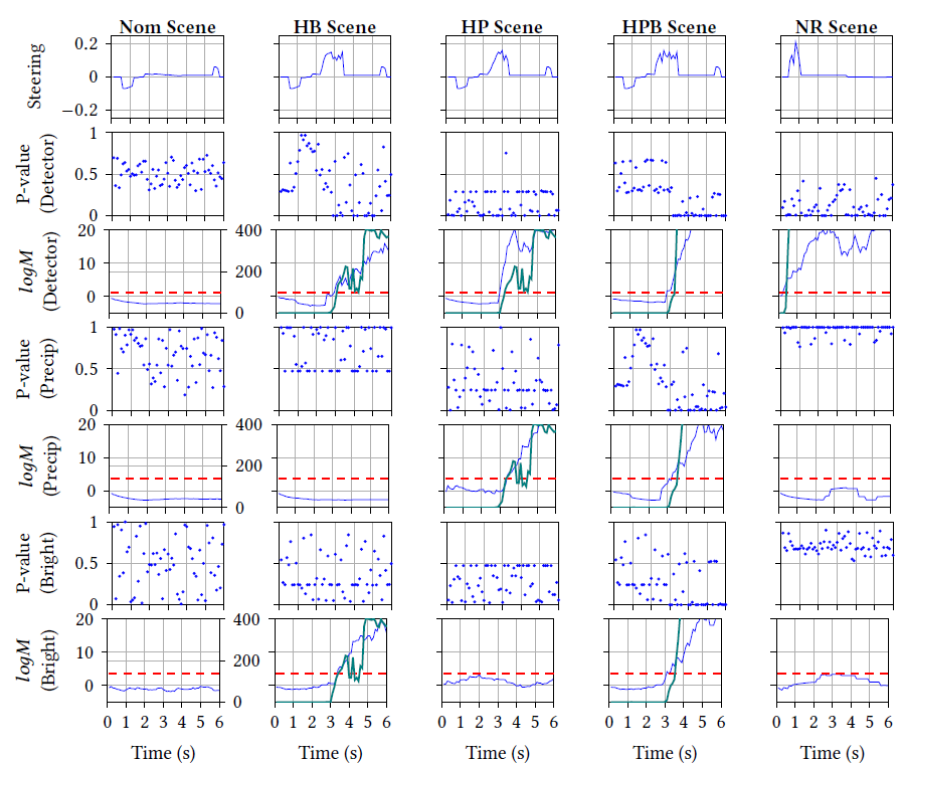 Nom Scene HB Scene HP Scene HPB Scene NR Scene
Steering
0.2
0
−0.2
P-value
(Detector)
1
0.5
0
logM
(Detector)
20
10
0
400
200
0
P-value
(Precip)
1
0.5
0
logM
(Precip)
20
10
0
400
200
0
P-value
(Bright)
1
0.5
0
logM
(Bright)
20
10
0
400
200
0
0 1 2 3 4 5 6 0 1 2 3 4 5 6 0 1 2 3 4 5 6 0 1 2 3 4 5 6 0 1 2 3 4 5 6
Time (s) Time (s) Time (s) Time (s) Time (s)